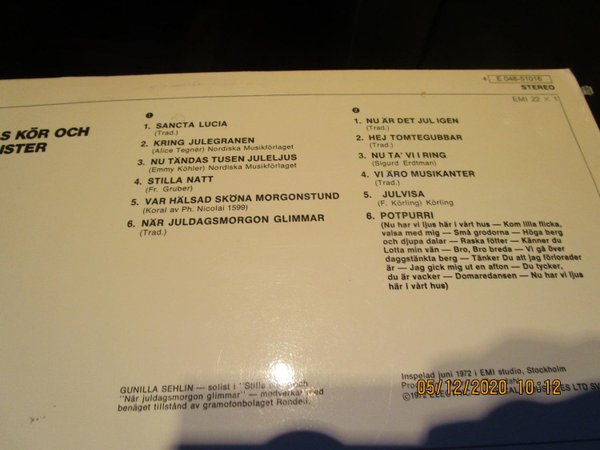 4 E 048-51016
STEREO
EMI 22 × 1
S KÖR OCH
ISTER
1
1. SANCTA LUCIA
(Trad.)
2. KRING JULEGRANEN
(Alice Tegnér) Nordiska Musikförlaget
3. NU TÄNDAS TUSEN JULELJUS
(Emmy Köhler) Nordiska Musikförlaget
4. STILLA NATT
(Fr. Gruber)
5. VAR HÄLSAD SKÖNA MORGONSTUND
(Koral av Ph. Nicolai 1599)
6. NÄR JULDAGSMORGON GLIMMAR
(Trad.)
2
1. NU ÄR DET JUL IGEN
(Trad.)
2. HEJ TOMTEGUBBAR
(Trad.)
3. NU TA' VI I RING
(Sigurd Erdtman)
4. VI ÄRO MUSIKANTER
(Trad.)
5. JULVISA
(F. Körling) Körling
6. POTPURRI
(Nu har vi ljus här i vårt hus — Kom lilla flicka,
valsa med mig — Små grodorna — Höga berg
och djupa dalar — Raska fötter — Känner du
Lotta min vän — Bro, Bro breda — Vi gå över
daggstänkta berg — Tänker Du att jag förlorader
är — Jag gick mig ut en afton — Du tycker,
du är vacker — Domaredansen — Nu har vi ljus
här i vårt hus)
GUNILLA SEHLIN — solist i "Stilla och
"När juldagsmorgon glimmar" — medverkar med
benäget tillstånd av gramofonbolaget Rondell.
Inspelad juni 1972 i EMI studio, Stockholm
05/12/2020 10:12
LTD